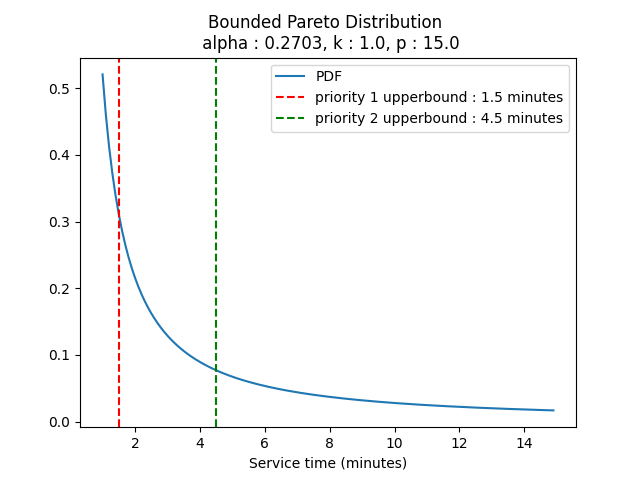 Bounded Pareto Distribution
alpha : 0.2703, k : 1.0, p : 15.0
PDF
priority 1 upperbound : 1.5 minutes
priority 2 upperbound : 4.5 minutes
0.5
0.4
0.3
0.2
0.1
0.0
2 4 6 8 10 12 14
Service time (minutes)